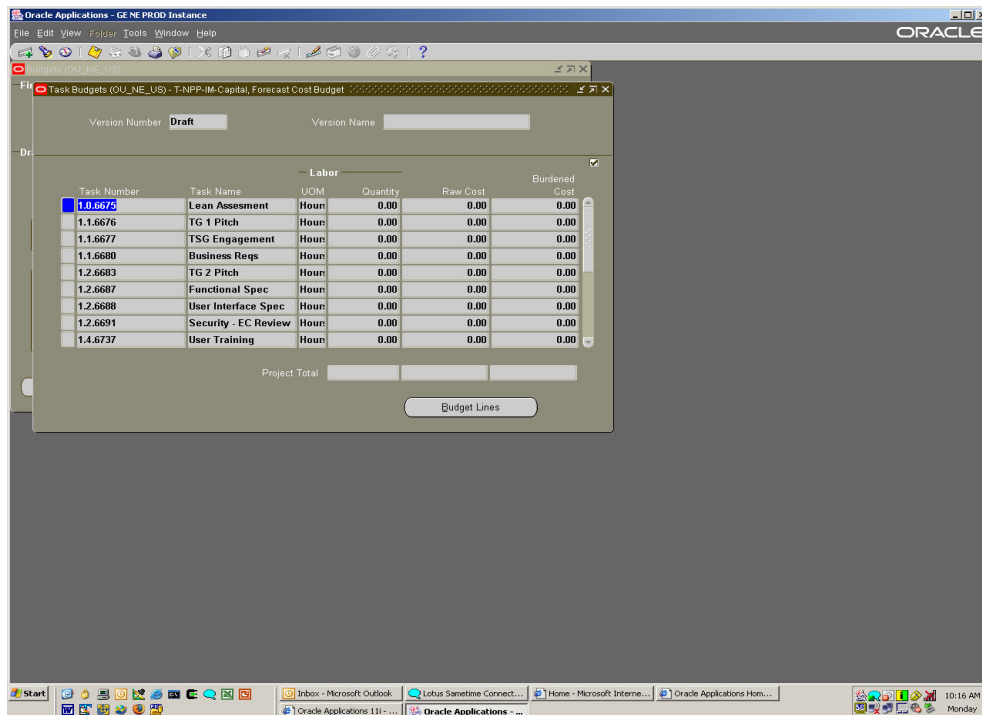 Oracle Applications - GE NE PROD Instance
File Edit View Folder Tools Window Help
ORACLE
Budgets (OU_NE_US)
Task Budgets (OU_NE_US) - T-NPP-IM-Capital, Forecast Cost Budget
Version Number Draft Version Name
Labor
Burdened
Task Number Task Name UOM Quantity Raw Cost Cost
1.0.6675 Lean Assesment Hours 0.00 0.00 0.00
1.1.6676 TG 1 Pitch Hours 0.00 0.00 0.00
1.1.6677 TSG Engagement Hours 0.00 0.00 0.00
1.1.6680 Business Reqs Hours 0.00 0.00 0.00
1.2.6683 TG 2 Pitch Hours 0.00 0.00 0.00
1.2.6687 Functional Spec Hours 0.00 0.00 0.00
1.2.6688 User Interface Spec Hours 0.00 0.00 0.00
1.2.6691 Security - EC Review Hours 0.00 0.00 0.00
1.4.6737 User Training Hours 0.00 0.00 0.00
Project Total
Budget Lines
Start Inbox - Microsoft Outlook Lotus Sametime Connect... Home - Microsoft Interne... Oracle Applications Hom... 10:16 AM
Oracle Applications 11i - ... Oracle Applications - ... Monday